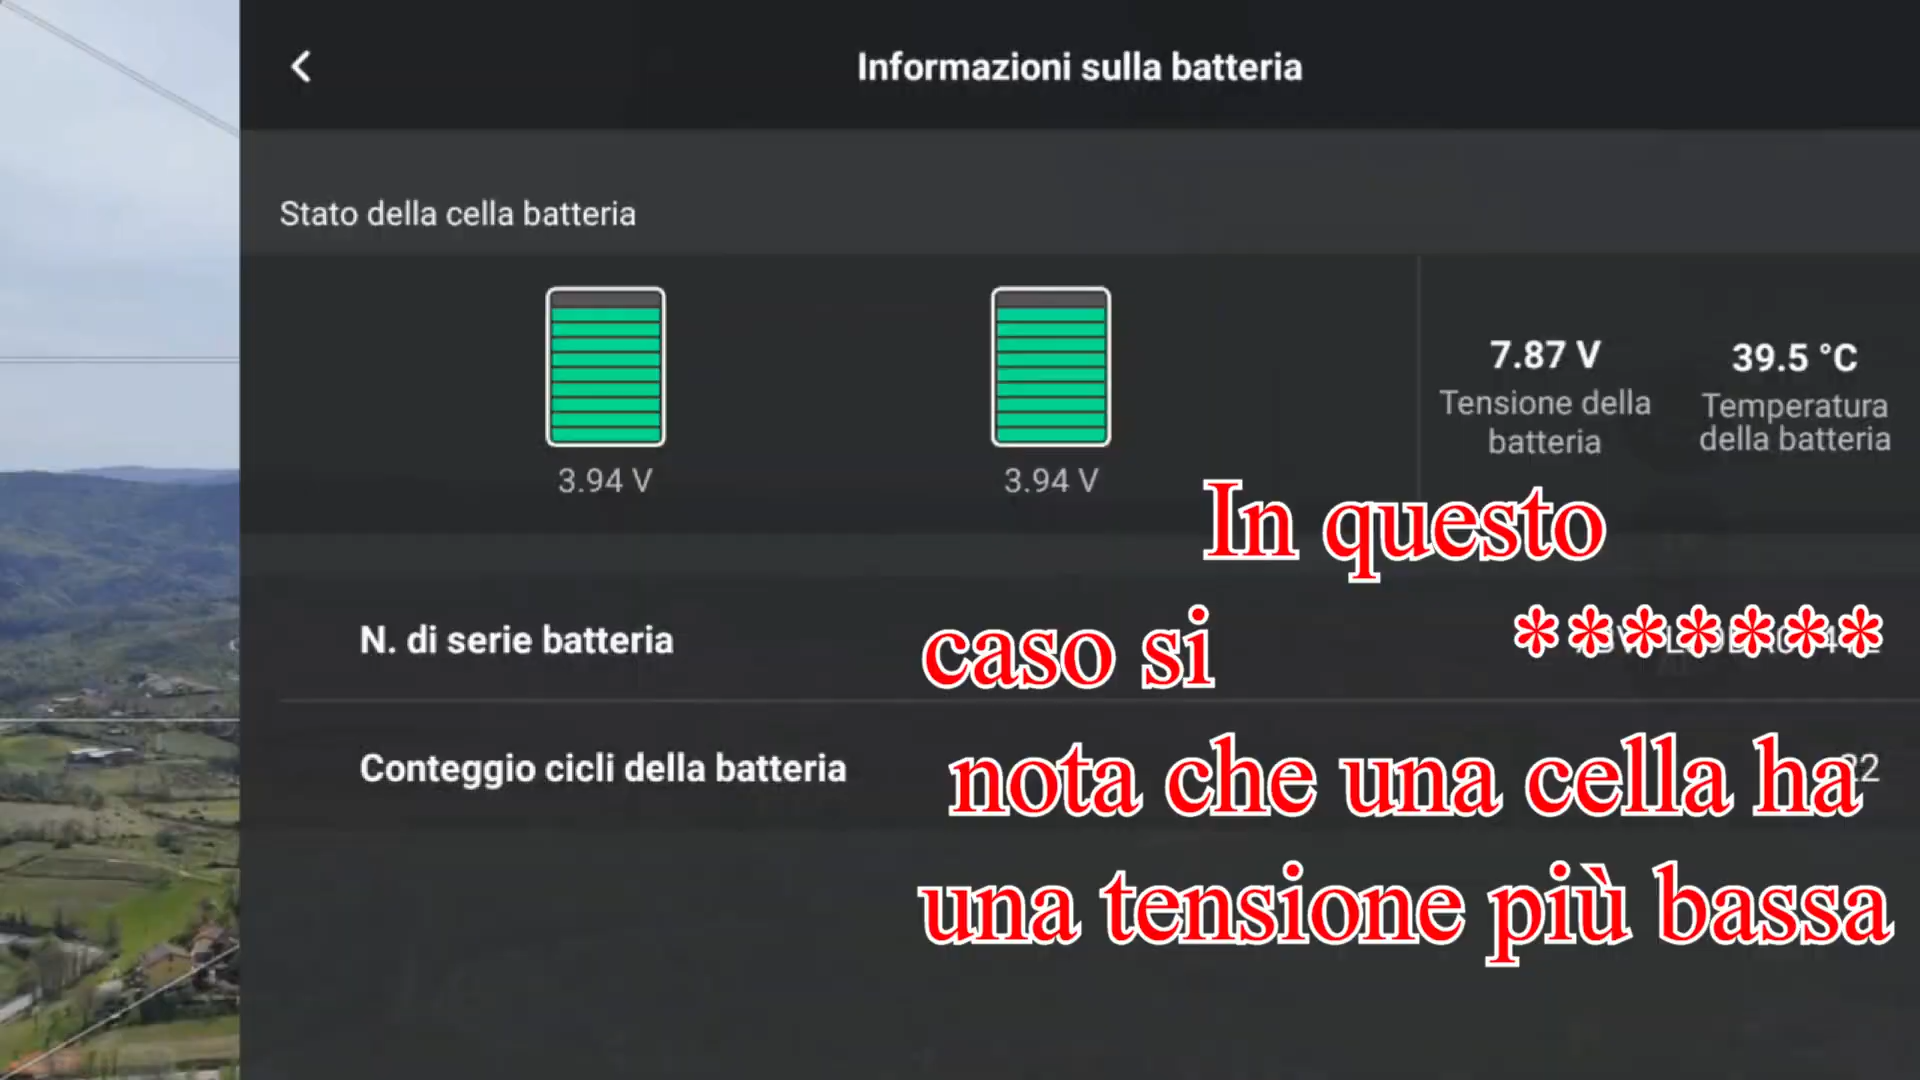 Informazioni sulla batteria
Stato della cella batteria
3.94 V
3.94 V
7.87 V
Tensione della
batteria
39.5 °C
Temperatura
della batteria
In questo
N. di serie batteria
caso si
*******
Conteggio cicli della batteria
22
nota che una cella ha
una tensione più bassa